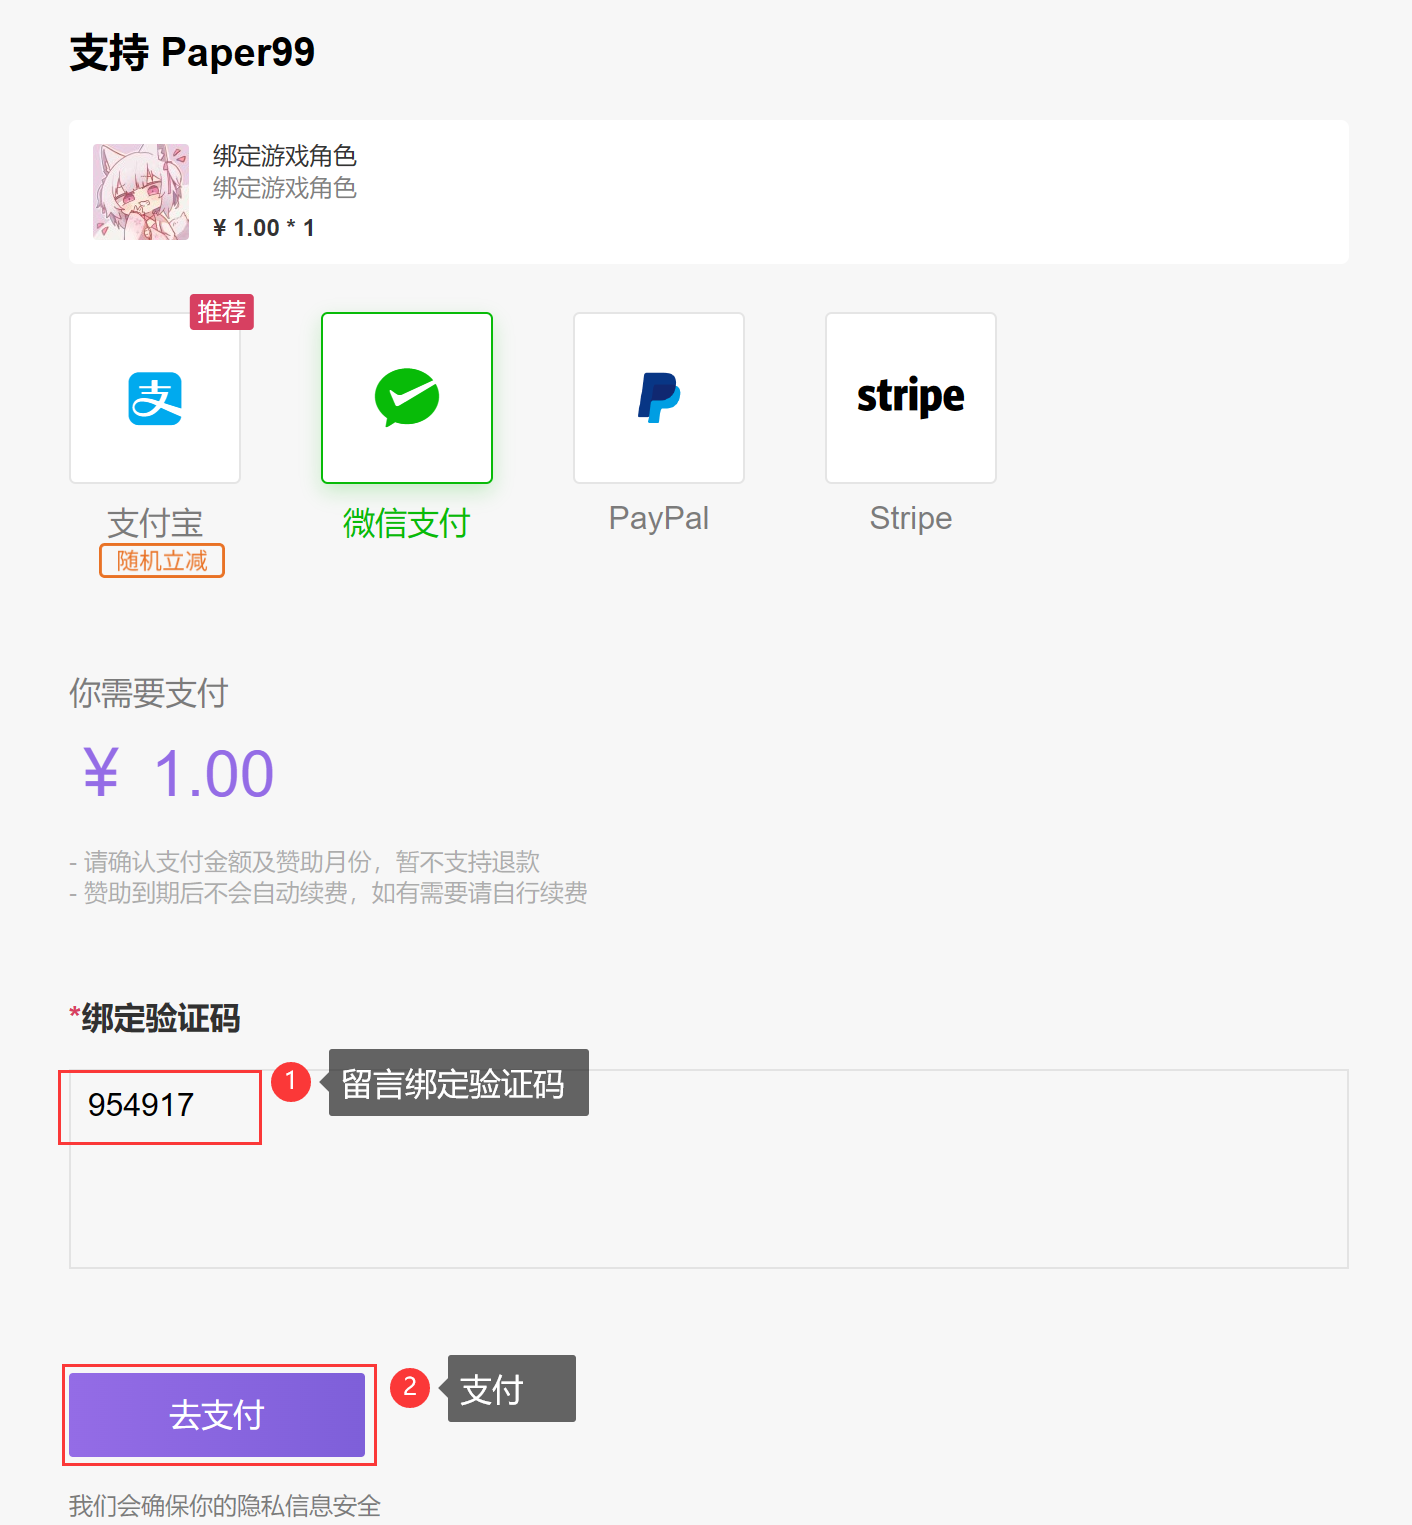 支持 Paper99
绑定游戏角色
绑定游戏角色
¥ 1.00 * 1
推荐
支
stripe
支付宝
微信支付
PayPal
Stripe
随机立减
你需要支付
¥ 1.00
- 请确认支付金额及赞助月份，暂不支持退款
- 赞助到期后不会自动续费，如有需要请自行续费
*绑定验证码
1
留言绑定验证码
954917
去支付
2
支付
我们会确保你的隐私信息安全